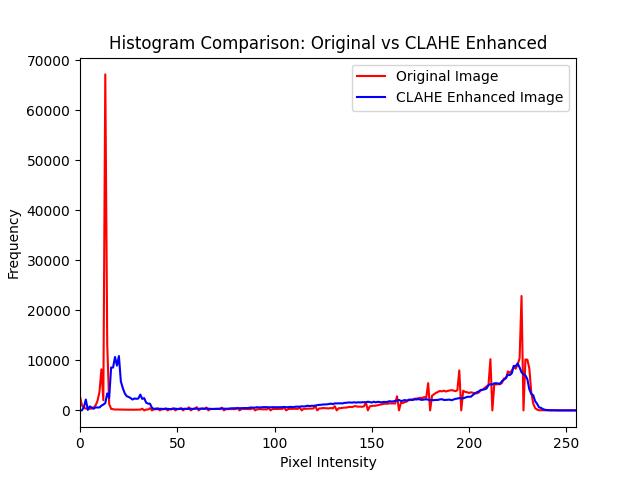 Histogram Comparison: Original vs CLAHE Enhanced
Original Image
CLAHE Enhanced Image
70000
60000
50000
40000
30000
20000
10000
0
Frequency
0 50 100 150 200 250
Pixel Intensity